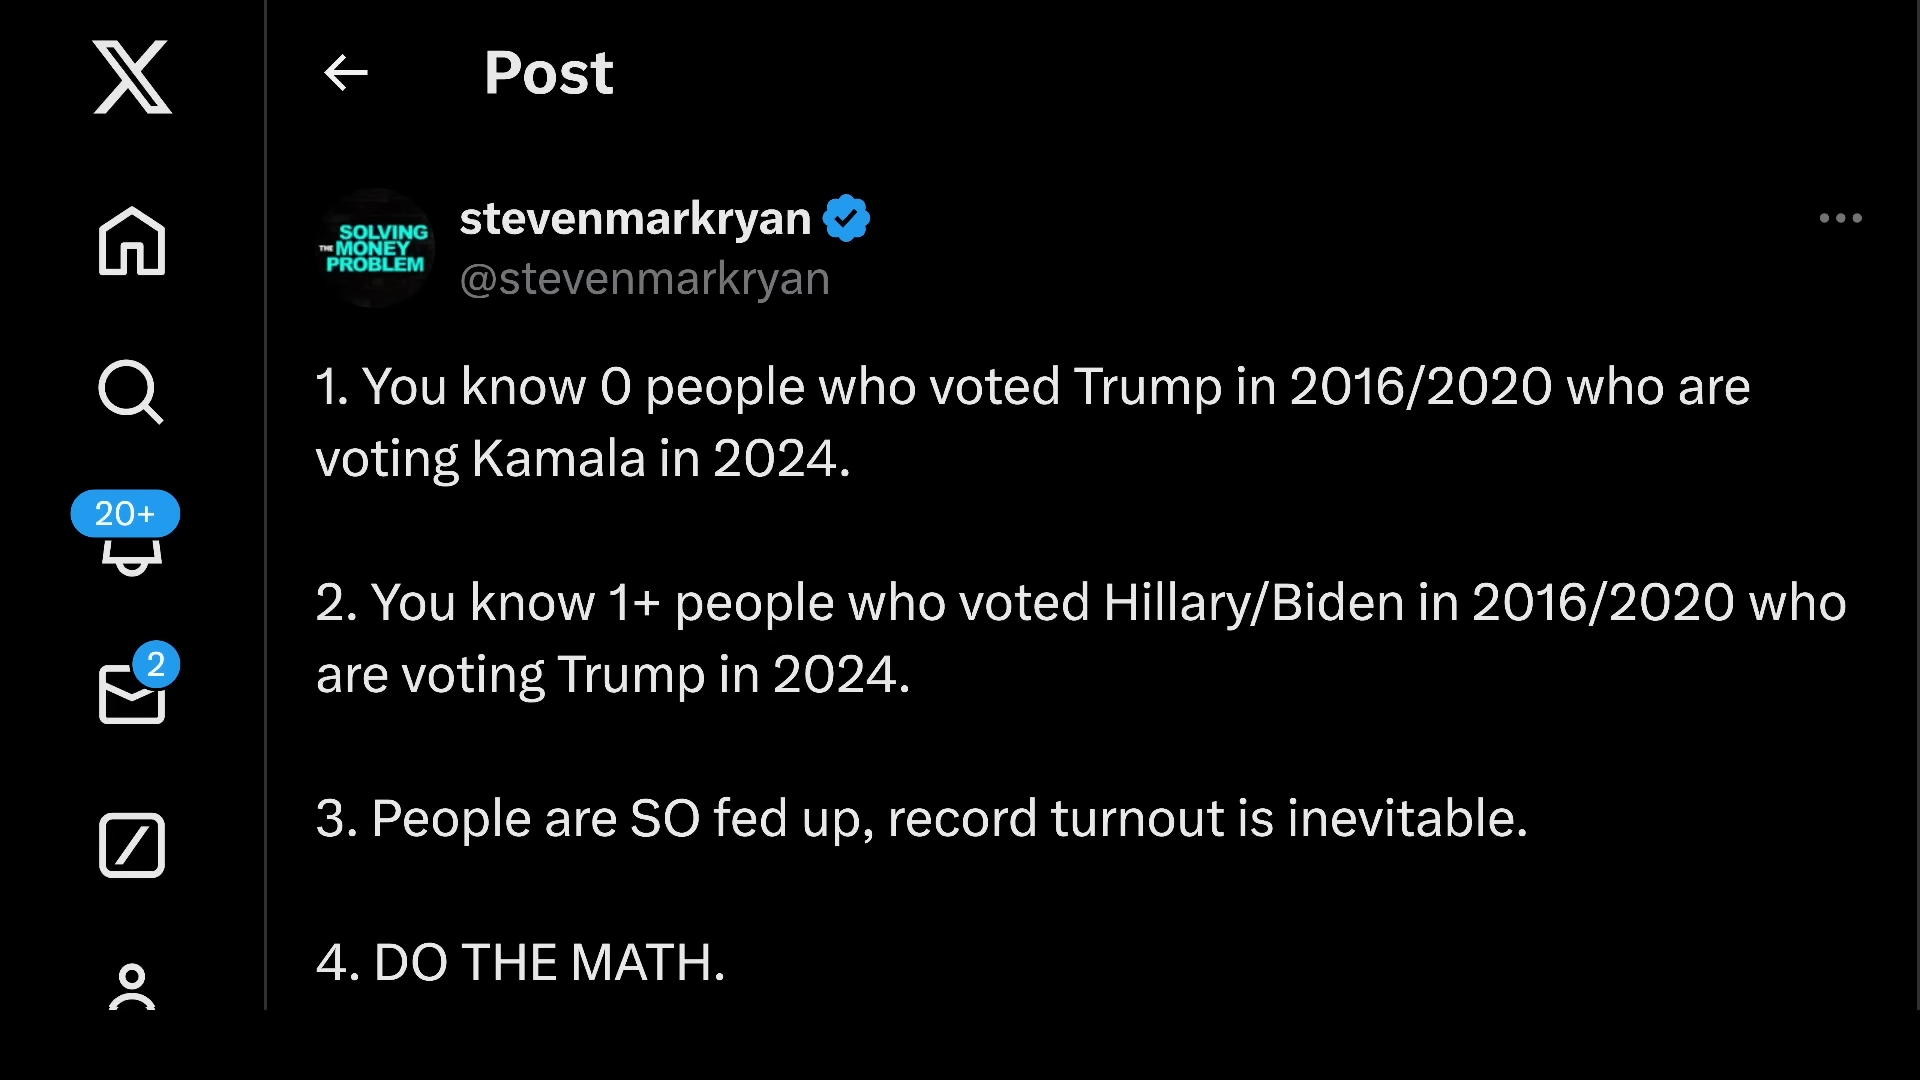 Post
SOLVING
THE MONEY
PROBLEM
stevenmarkryan
@stevenmarkryan
1. You know 0 people who voted Trump in 2016/2020 who are
voting Kamala in 2024.
20+
2. You know 1+ people who voted Hillary/Biden in 2016/2020 who
are voting Trump in 2024.
2
3. People are SO fed up, record turnout is inevitable.
4. DO THE MATH.